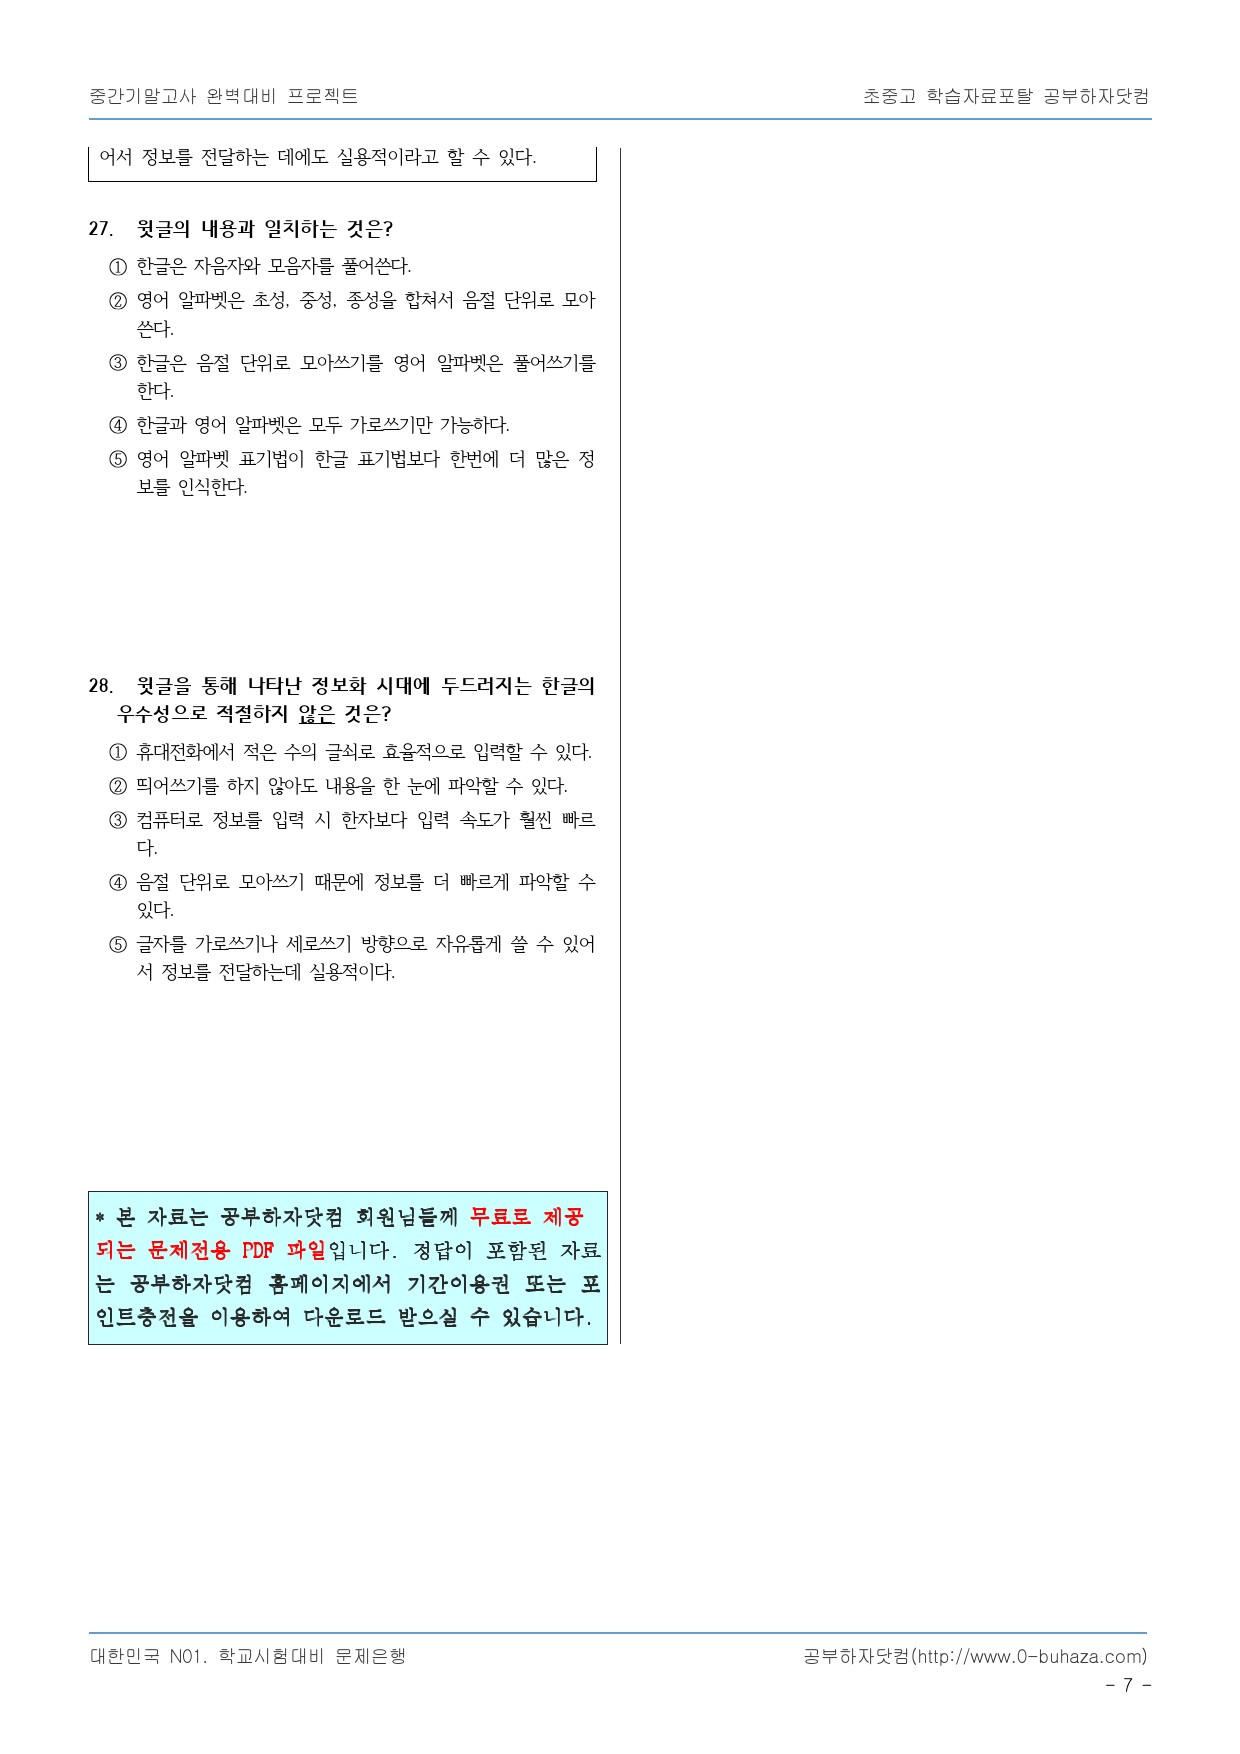 중간기말고사 완벽대비 프로젝트
초중고 학습자료포탈 공부하자닷컴
어서 정보를 전달하는 데에도 실용적이라고 할 수 있다.
27. 윗글의 내용과 일치하는 것은?
① 한글은 자음자와 모음자를 풀어쓴다.
② 영어 알파벳은 초성, 중성, 종성을 합쳐서 음절 단위로 모아
쓴다.
③ 한글은 음절 단위로 모아쓰기를 영어 알파벳은 풀어쓰기를
한다.
④ 한글과 영어 알파벳은 모두 가로쓰기만 가능하다.
⑤ 영어 알파벳 표기법이 한글 표기법보다 한번에 더 많은 정
보를 인식한다.
28. 윗글을 통해 나타난 정보화 시대에 두드러지는 한글의
우수성으로 적절하지 않은 것은?
① 휴대전화에서 적은 수의 글쇠로 효율적으로 입력할 수 있다.
② 띄어쓰기를 하지 않아도 내용을 한 눈에 파악할 수 있다.
③ 컴퓨터로 정보를 입력 시 한자보다 입력 속도가 훨씬 빠르
다.
④ 음절 단위로 모아쓰기 때문에 정보를 더 빠르게 파악할 수
있다.
⑤ 글자를 가로쓰기나 세로쓰기 방향으로 자유롭게 쓸 수 있어
서 정보를 전달하는데 실용적이다.
* 본 자료는 공부하자닷컴 회원님들께 무료로 제공
되는 문제전용 PDF 파일입니다. 정답이 포함된 자료
는 공부하자닷컴 홈페이지에서 기간이용권 또는 포
인트충전을 이용하여 다운로드 받으실 수 있습니다.
대한민국 N01. 학교시험대비 문제은행
공부하자닷컴(http://www.0-buhaza.com)
- 7 -